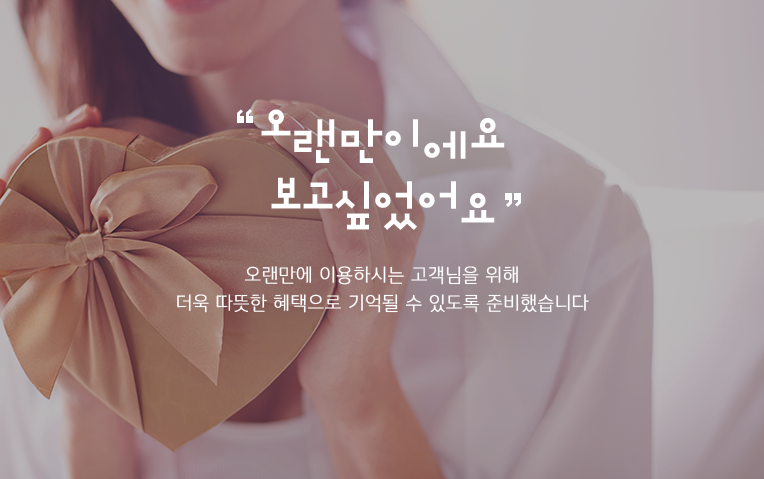 “오랜만이에요
보고싶었어요”
오랜만에 이용하시는 고객님을 위해
더욱 따뜻한 혜택으로 기억될 수 있도록 준비했습니다